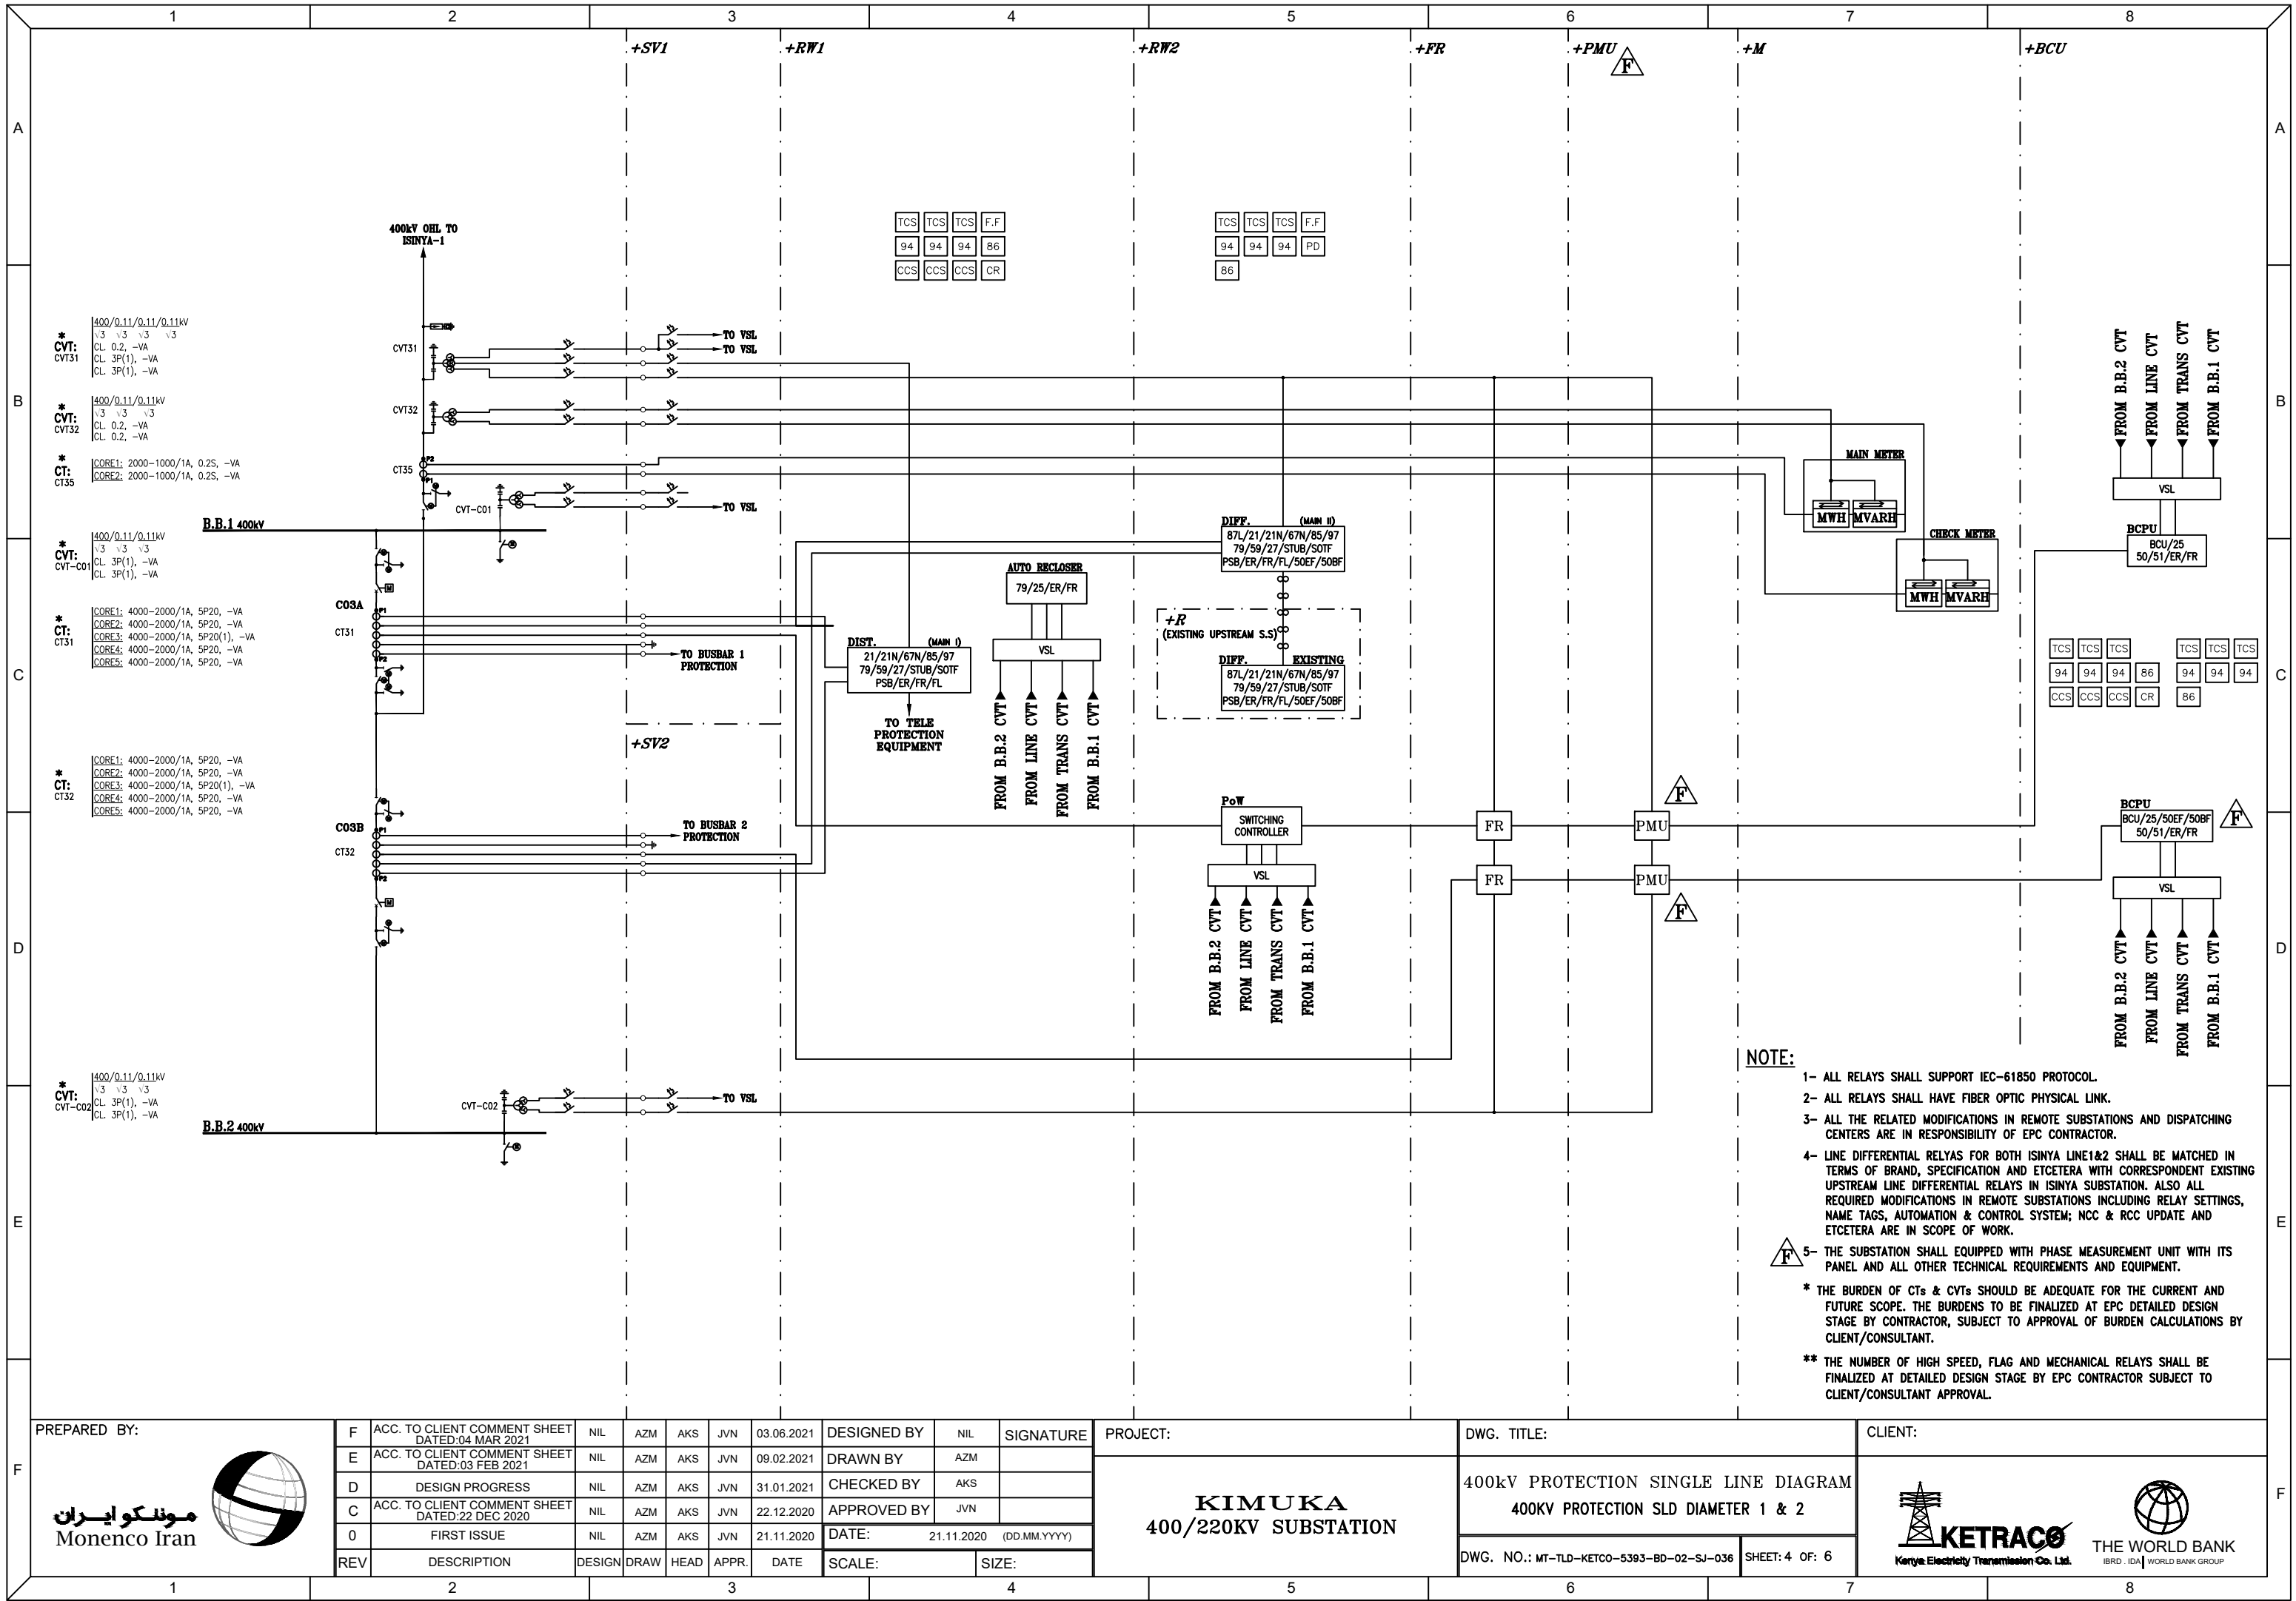 1 2 3 4 5 6 7 8
+SV1 +RW1 +RW2 +FR +PMU +M +BCU
F
A A
B B
C C
D D
E E
F F
400kV OHL TO
ISINYA-1
TCS TCS TCS F.F
94 94 94 86
CCS CCS CCS CR
TCS TCS TCS F.F
94 94 94 PD
86
*
CVT:
CVT31
400/0.11/0.11/0.11kV
√3 √3 √3 √3
CL. 0.2, -VA
CL. 3P(1), -VA
CL. 3P(1), -VA
*
CVT:
CVT32
400/0.11/0.11kV
√3 √3 √3
CL. 0.2, -VA
CL. 0.2, -VA
*
CT:
CT35
CORE1: 2000-1000/1A, 0.2S, -VA
CORE2: 2000-1000/1A, 0.2S, -VA
*
CVT:
CVT-C01
400/0.11/0.11kV
√3 √3 √3
CL. 3P(1), -VA
CL. 3P(1), -VA
*
CT:
CT31
CORE1: 4000-2000/1A, 5P20, -VA
CORE2: 4000-2000/1A, 5P20, -VA
CORE3: 4000-2000/1A, 5P20(1), -VA
CORE4: 4000-2000/1A, 5P20, -VA
CORE5: 4000-2000/1A, 5P20, -VA
*
CT:
CT32
CORE1: 4000-2000/1A, 5P20, -VA
CORE2: 4000-2000/1A, 5P20, -VA
CORE3: 4000-2000/1A, 5P20(1), -VA
CORE4: 4000-2000/1A, 5P20, -VA
CORE5: 4000-2000/1A, 5P20, -VA
*
CVT:
CVT-C02
400/0.11/0.11kV
√3 √3 √3
CL. 3P(1), -VA
CL. 3P(1), -VA
CVT31
TO VSL
TO VSL
CVT32
P2
CT35
P1
CVT-C01
TO VSL
B.B.1 400kV
M
C03A
P1
CT31
P2
TO BUSBAR 1
PROTECTION
+SV2
C03B
P1
CT32
P2
TO BUSBAR 2
PROTECTION
M
CVT-C02
TO VSL
B.B.2 400kV
DIST. (MAIN I)
21/21N/67N/85/97
79/59/27/STUB/SOTF
PSB/ER/FR/FL
TO TELE
PROTECTION
EQUIPMENT
AUTO RECLOSER
79/25/ER/FR
VSL
FROM B.B.2 CVT
FROM LINE CVT
FROM TRANS CVT
FROM B.B.1 CVT
DIFF. (MAIN II)
87L/21/21N/67N/85/97
79/59/27/STUB/SOTF
PSB/ER/FR/FL/50EF/50BF
+R
(EXISTING UPSTREAM S.S)
DIFF. EXISTING
87L/21/21N/67N/85/97
79/59/27/STUB/SOTF
PSB/ER/FR/FL/50EF/50BF
PoW
SWITCHING
CONTROLLER
VSL
FROM B.B.2 CVT
FROM LINE CVT
FROM TRANS CVT
FROM B.B.1 CVT
FR
FR
F
PMU
PMU
F
MAIN METER
MWH MVARH
CHECK METER
MWH MVARH
FROM B.B.2 CVT
FROM LINE CVT
FROM TRANS CVT
FROM B.B.1 CVT
VSL
BCPU
BCU/25
50/51/ER/FR
TCS TCS TCS TCS TCS TCS
94 94 94 86 94 94 94
CCS CCS CCS CR 86
BCPU
BCU/25/50EF/50BF
50/51/ER/FR
F
VSL
FROM B.B.2 CVT
FROM LINE CVT
FROM TRANS CVT
FROM B.B.1 CVT
NOTE:
1- ALL RELAYS SHALL SUPPORT IEC-61850 PROTOCOL.
2- ALL RELAYS SHALL HAVE FIBER OPTIC PHYSICAL LINK.
3- ALL THE RELATED MODIFICATIONS IN REMOTE SUBSTATIONS AND DISPATCHING
CENTERS ARE IN RESPONSIBILITY OF EPC CONTRACTOR.
4- LINE DIFFERENTIAL RELYAS FOR BOTH ISINYA LINE1&2 SHALL BE MATCHED IN
TERMS OF BRAND, SPECIFICATION AND ETCETERA WITH CORRESPONDENT EXISTING
UPSTREAM LINE DIFFERENTIAL RELAYS IN ISINYA SUBSTATION. ALSO ALL
REQUIRED MODIFICATIONS IN REMOTE SUBSTATIONS INCLUDING RELAY SETTINGS,
NAME TAGS, AUTOMATION & CONTROL SYSTEM; NCC & RCC UPDATE AND
ETCETERA ARE IN SCOPE OF WORK.
F 5- THE SUBSTATION SHALL EQUIPPED WITH PHASE MEASUREMENT UNIT WITH ITS
PANEL AND ALL OTHER TECHNICAL REQUIREMENTS AND EQUIPMENT.
* THE BURDEN OF CTs & CVTs SHOULD BE ADEQUATE FOR THE CURRENT AND
FUTURE SCOPE. THE BURDENS TO BE FINALIZED AT EPC DETAILED DESIGN
STAGE BY CONTRACTOR, SUBJECT TO APPROVAL OF BURDEN CALCULATIONS BY
CLIENT/CONSULTANT.
** THE NUMBER OF HIGH SPEED, FLAG AND MECHANICAL RELAYS SHALL BE
FINALIZED AT DETAILED DESIGN STAGE BY EPC CONTRACTOR SUBJECT TO
CLIENT/CONSULTANT APPROVAL.
PREPARED BY:
موننکو ایران
Monenco Iran
F ACC. TO CLIENT COMMENT SHEET DATED:04 MAR 2021 NIL AZM AKS JVN 03.06.2021
E ACC. TO CLIENT COMMENT SHEET DATED:03 FEB 2021 NIL AZM AKS JVN 09.02.2021
D DESIGN PROGRESS NIL AZM AKS JVN 31.01.2021
C ACC. TO CLIENT COMMENT SHEET DATED:22 DEC 2020 NIL AZM AKS JVN 22.12.2020
0 FIRST ISSUE NIL AZM AKS JVN 21.11.2020
REV DESCRIPTION DESIGN DRAW HEAD APPR. DATE
DESIGNED BY NIL SIGNATURE
DRAWN BY AZM
CHECKED BY AKS
APPROVED BY JVN
DATE: 21.11.2020 (DD.MM.YYYY)
SCALE: SIZE:
PROJECT:
KIMUKA
400/220KV SUBSTATION
DWG. TITLE:
400kV PROTECTION SINGLE LINE DIAGRAM
400KV PROTECTION SLD DIAMETER 1 & 2
DWG. NO.: MT-TLD-KETCO-5393-BD-02-SJ-036 SHEET: 4 OF: 6
CLIENT:
KETRACO
Kenya Electricity Transmission Co. Ltd.
THE WORLD BANK
IBRD . IDA | WORLD BANK GROUP
1 2 3 4 5 6 7 8